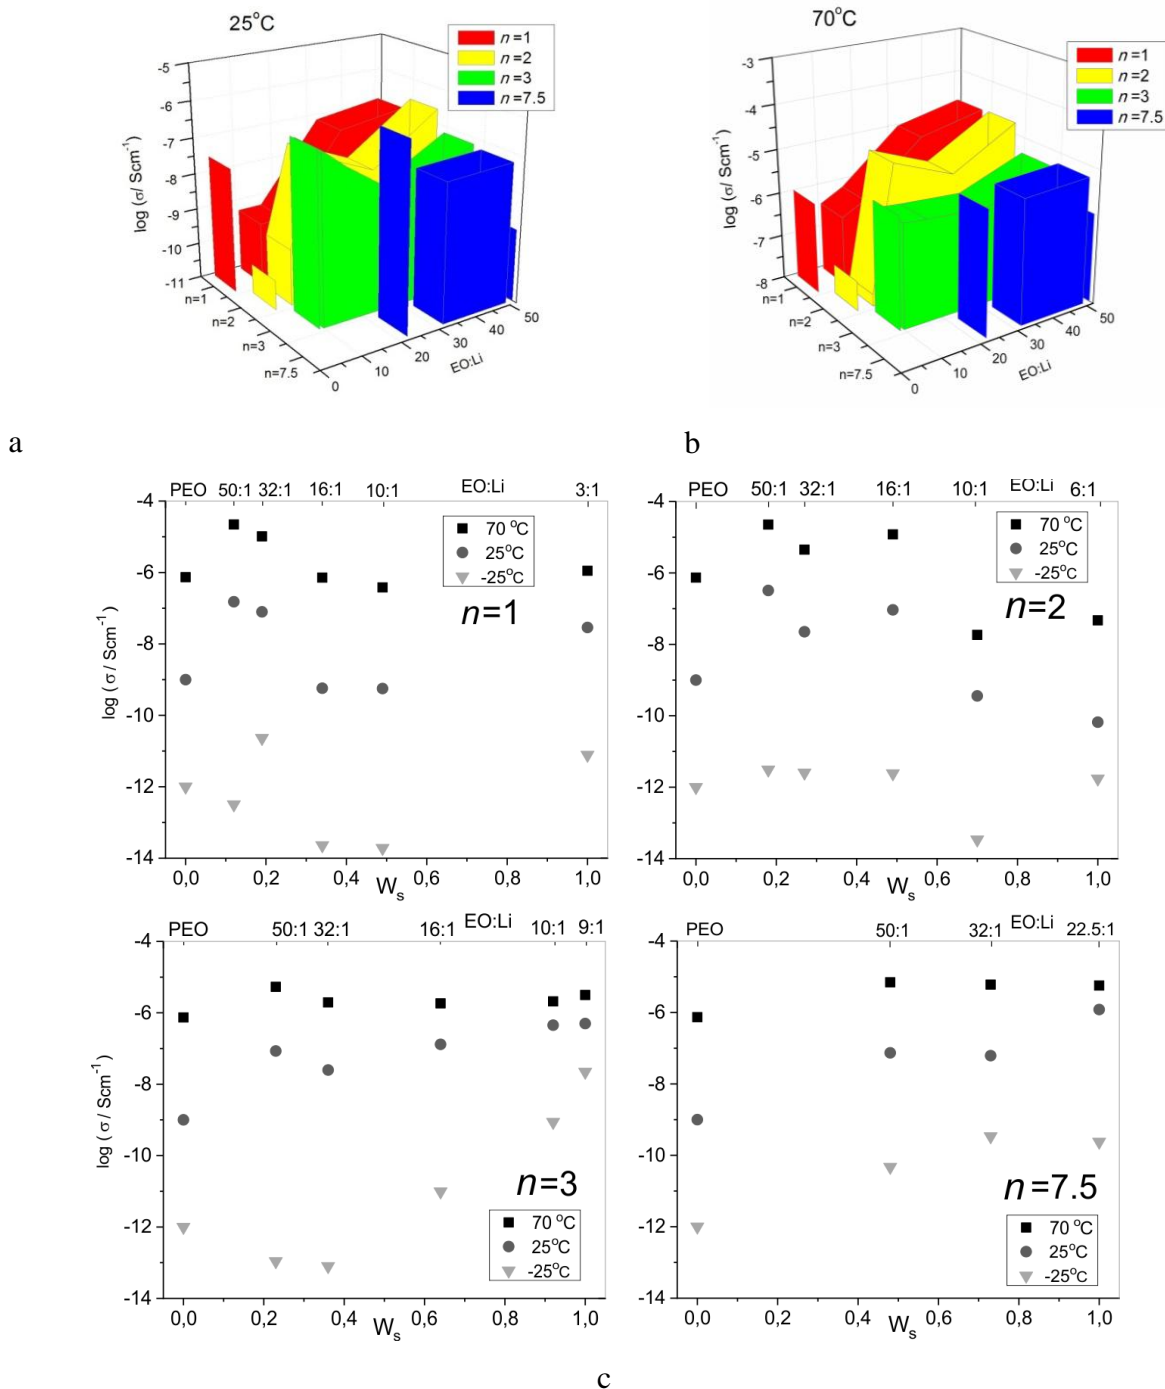 25°C
n=1
n=2
n=3
n=7.5
log (σ/ Scm⁻¹)
-5
-6
-7
-8
-9
-10
-11
n=1
n=2
n=3
n=7.5
0
10
20
30
40
50
EO:Li
70°C
n=1
n=2
n=3
n=7.5
log (σ/ Scm⁻¹)
-3
-4
-5
-6
-7
-8
n=1
n=2
n=3
n=7.5
0
10
20
30
40
50
EO:Li
a
b
PEO 50:1 32:1 16:1 10:1 EO:Li 3:1
70 °C
25°C
-25°C
n=1
log ( σ / Scm⁻¹ )
-4
-6
-8
-10
-12
-14
0,0 0,2 0,4 0,6 0,8 1,0
Wₛ
PEO 50:1 32:1 16:1 10:1 EO:Li 6:1
70 °C
25°C
-25°C
n=2
-4
-6
-8
-10
-12
-14
0,0 0,2 0,4 0,6 0,8 1,0
Wₛ
PEO 50:1 32:1 16:1 EO:Li 10:1 9:1
n=3
70 °C
25°C
-25°C
log ( σ / Scm⁻¹ )
-4
-6
-8
-10
-12
-14
0,0 0,2 0,4 0,6 0,8 1,0
Wₛ
PEO 50:1 32:1 EO:Li 22.5:1
n=7.5
70 °C
25°C
-25°C
-4
-6
-8
-10
-12
-14
0,0 0,2 0,4 0,6 0,8 1,0
Wₛ
c